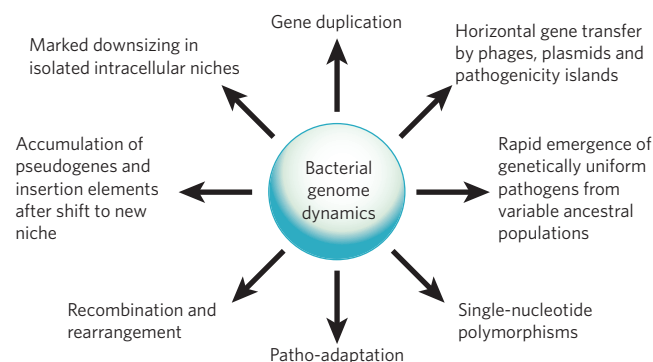 Gene duplication
Marked downsizing in
isolated intracellular niches
Horizontal gene transfer
by phages, plasmids and
pathogenicity islands
Accumulation of
pseudogenes and
insertion elements
after shift to new
niche
Bacterial
genome
dynamics
Rapid emergence of
genetically uniform
pathogens from
variable ancestral
populations
Recombination and
rearrangement
Single-nucleotide
polymorphisms
Patho-adaptation